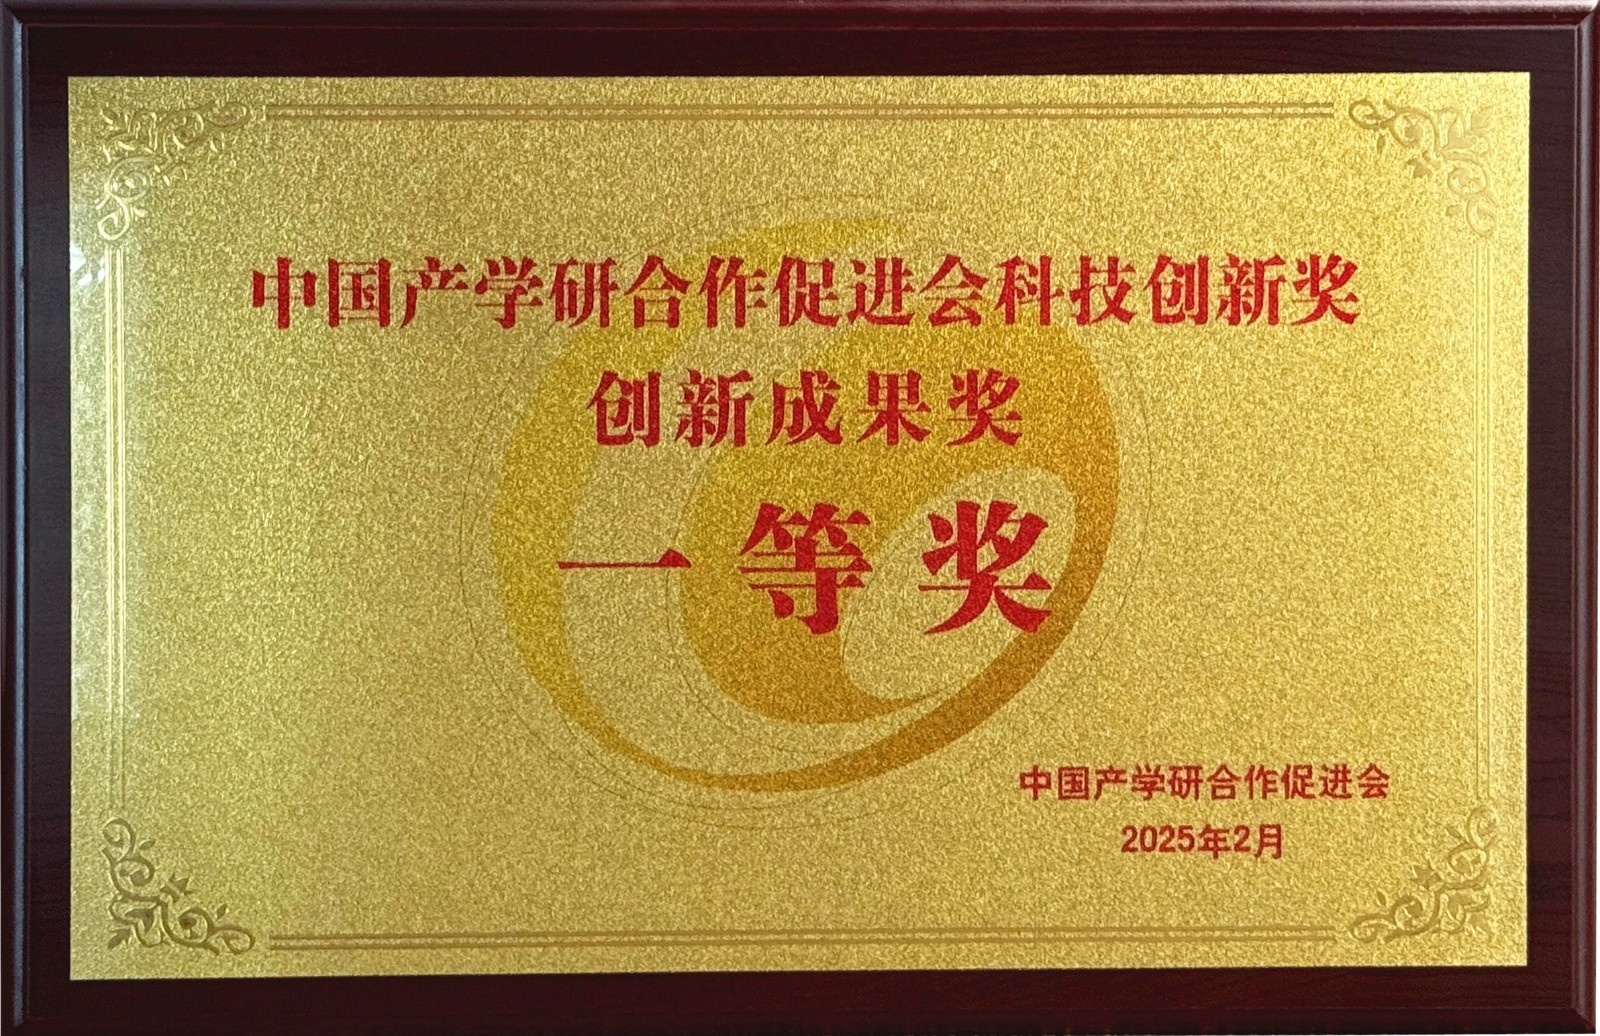 中国产学研合作促进会科技创新奖
创新成果奖
一等奖
中国产学研合作促进会
2025年2月